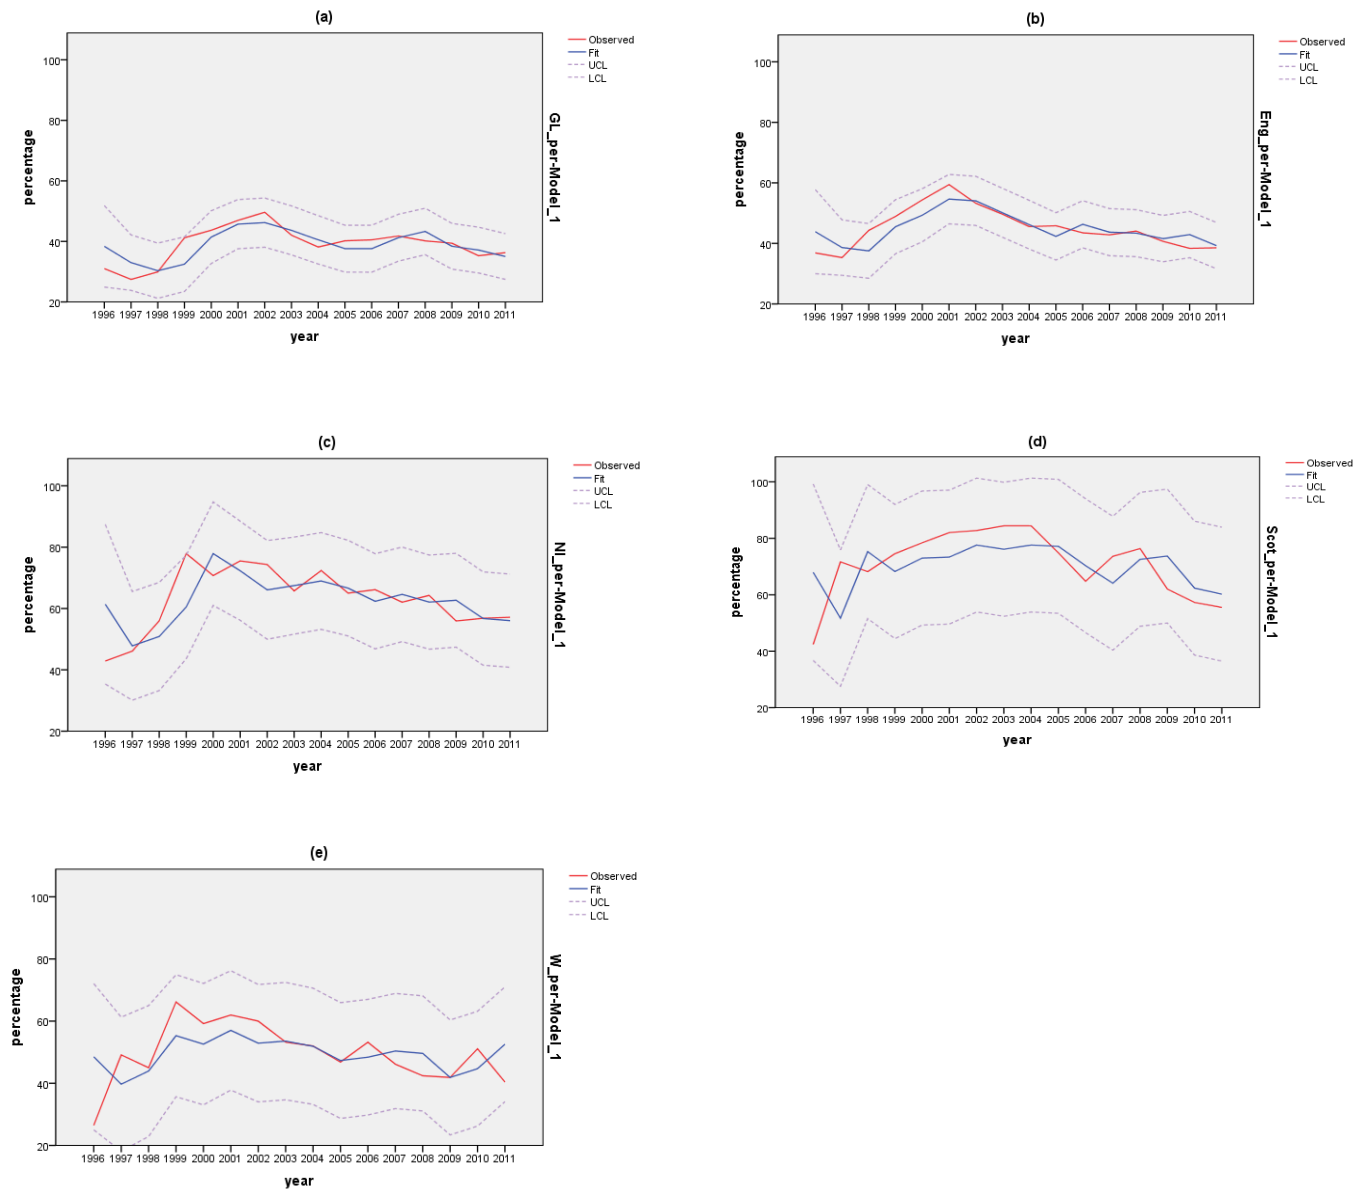 (a)
Observed
Fit
UCL
LCL
100
80
60
40
20
percentage
GL_per-Model_1
1996 1997 1998 1999 2000 2001 2002 2003 2004 2005 2006 2007 2008 2009 2010 2011
year
(b)
Observed
Fit
UCL
LCL
100
80
60
40
20
percentage
Eng_per-Model_1
1996 1997 1998 1999 2000 2001 2002 2003 2004 2005 2006 2007 2008 2009 2010 2011
year
(c)
Observed
Fit
UCL
LCL
100
80
60
40
20
percentage
NI_per-Model_1
1996 1997 1998 1999 2000 2001 2002 2003 2004 2005 2006 2007 2008 2009 2010 2011
year
(d)
Observed
Fit
UCL
LCL
100
80
60
40
20
percentage
Scot_per-Model_1
1996 1997 1998 1999 2000 2001 2002 2003 2004 2005 2006 2007 2008 2009 2010 2011
year
(e)
Observed
Fit
UCL
LCL
100
80
60
40
20
percentage
W_per-Model_1
1996 1997 1998 1999 2000 2001 2002 2003 2004 2005 2006 2007 2008 2009 2010 2011
year